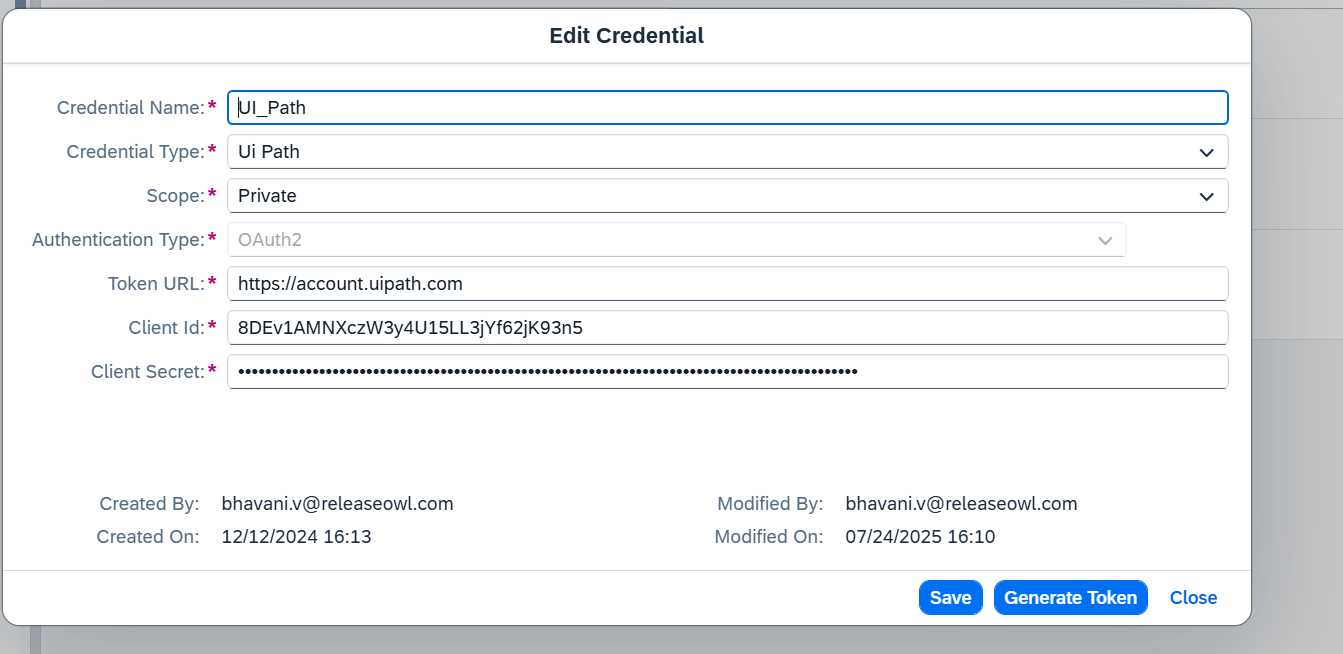 Edit Credential
Credential Name:* UI_Path
Credential Type:* Ui Path
Scope:* Private
Authentication Type:* OAuth2
Token URL:* https://account.uipath.com
Client Id:* 8DEv1AMNXczW3y4U15LL3jYf62jK93n5
Client Secret:* ••••••••••••••••••••••••••••••••••••••••••••••••••••••••••••••••••••••••••••••••••••••
Created By: bhavani.v@releaseowl.com Modified By: bhavani.v@releaseowl.com
Created On: 12/12/2024 16:13 Modified On: 07/24/2025 16:10
Save Generate Token Close